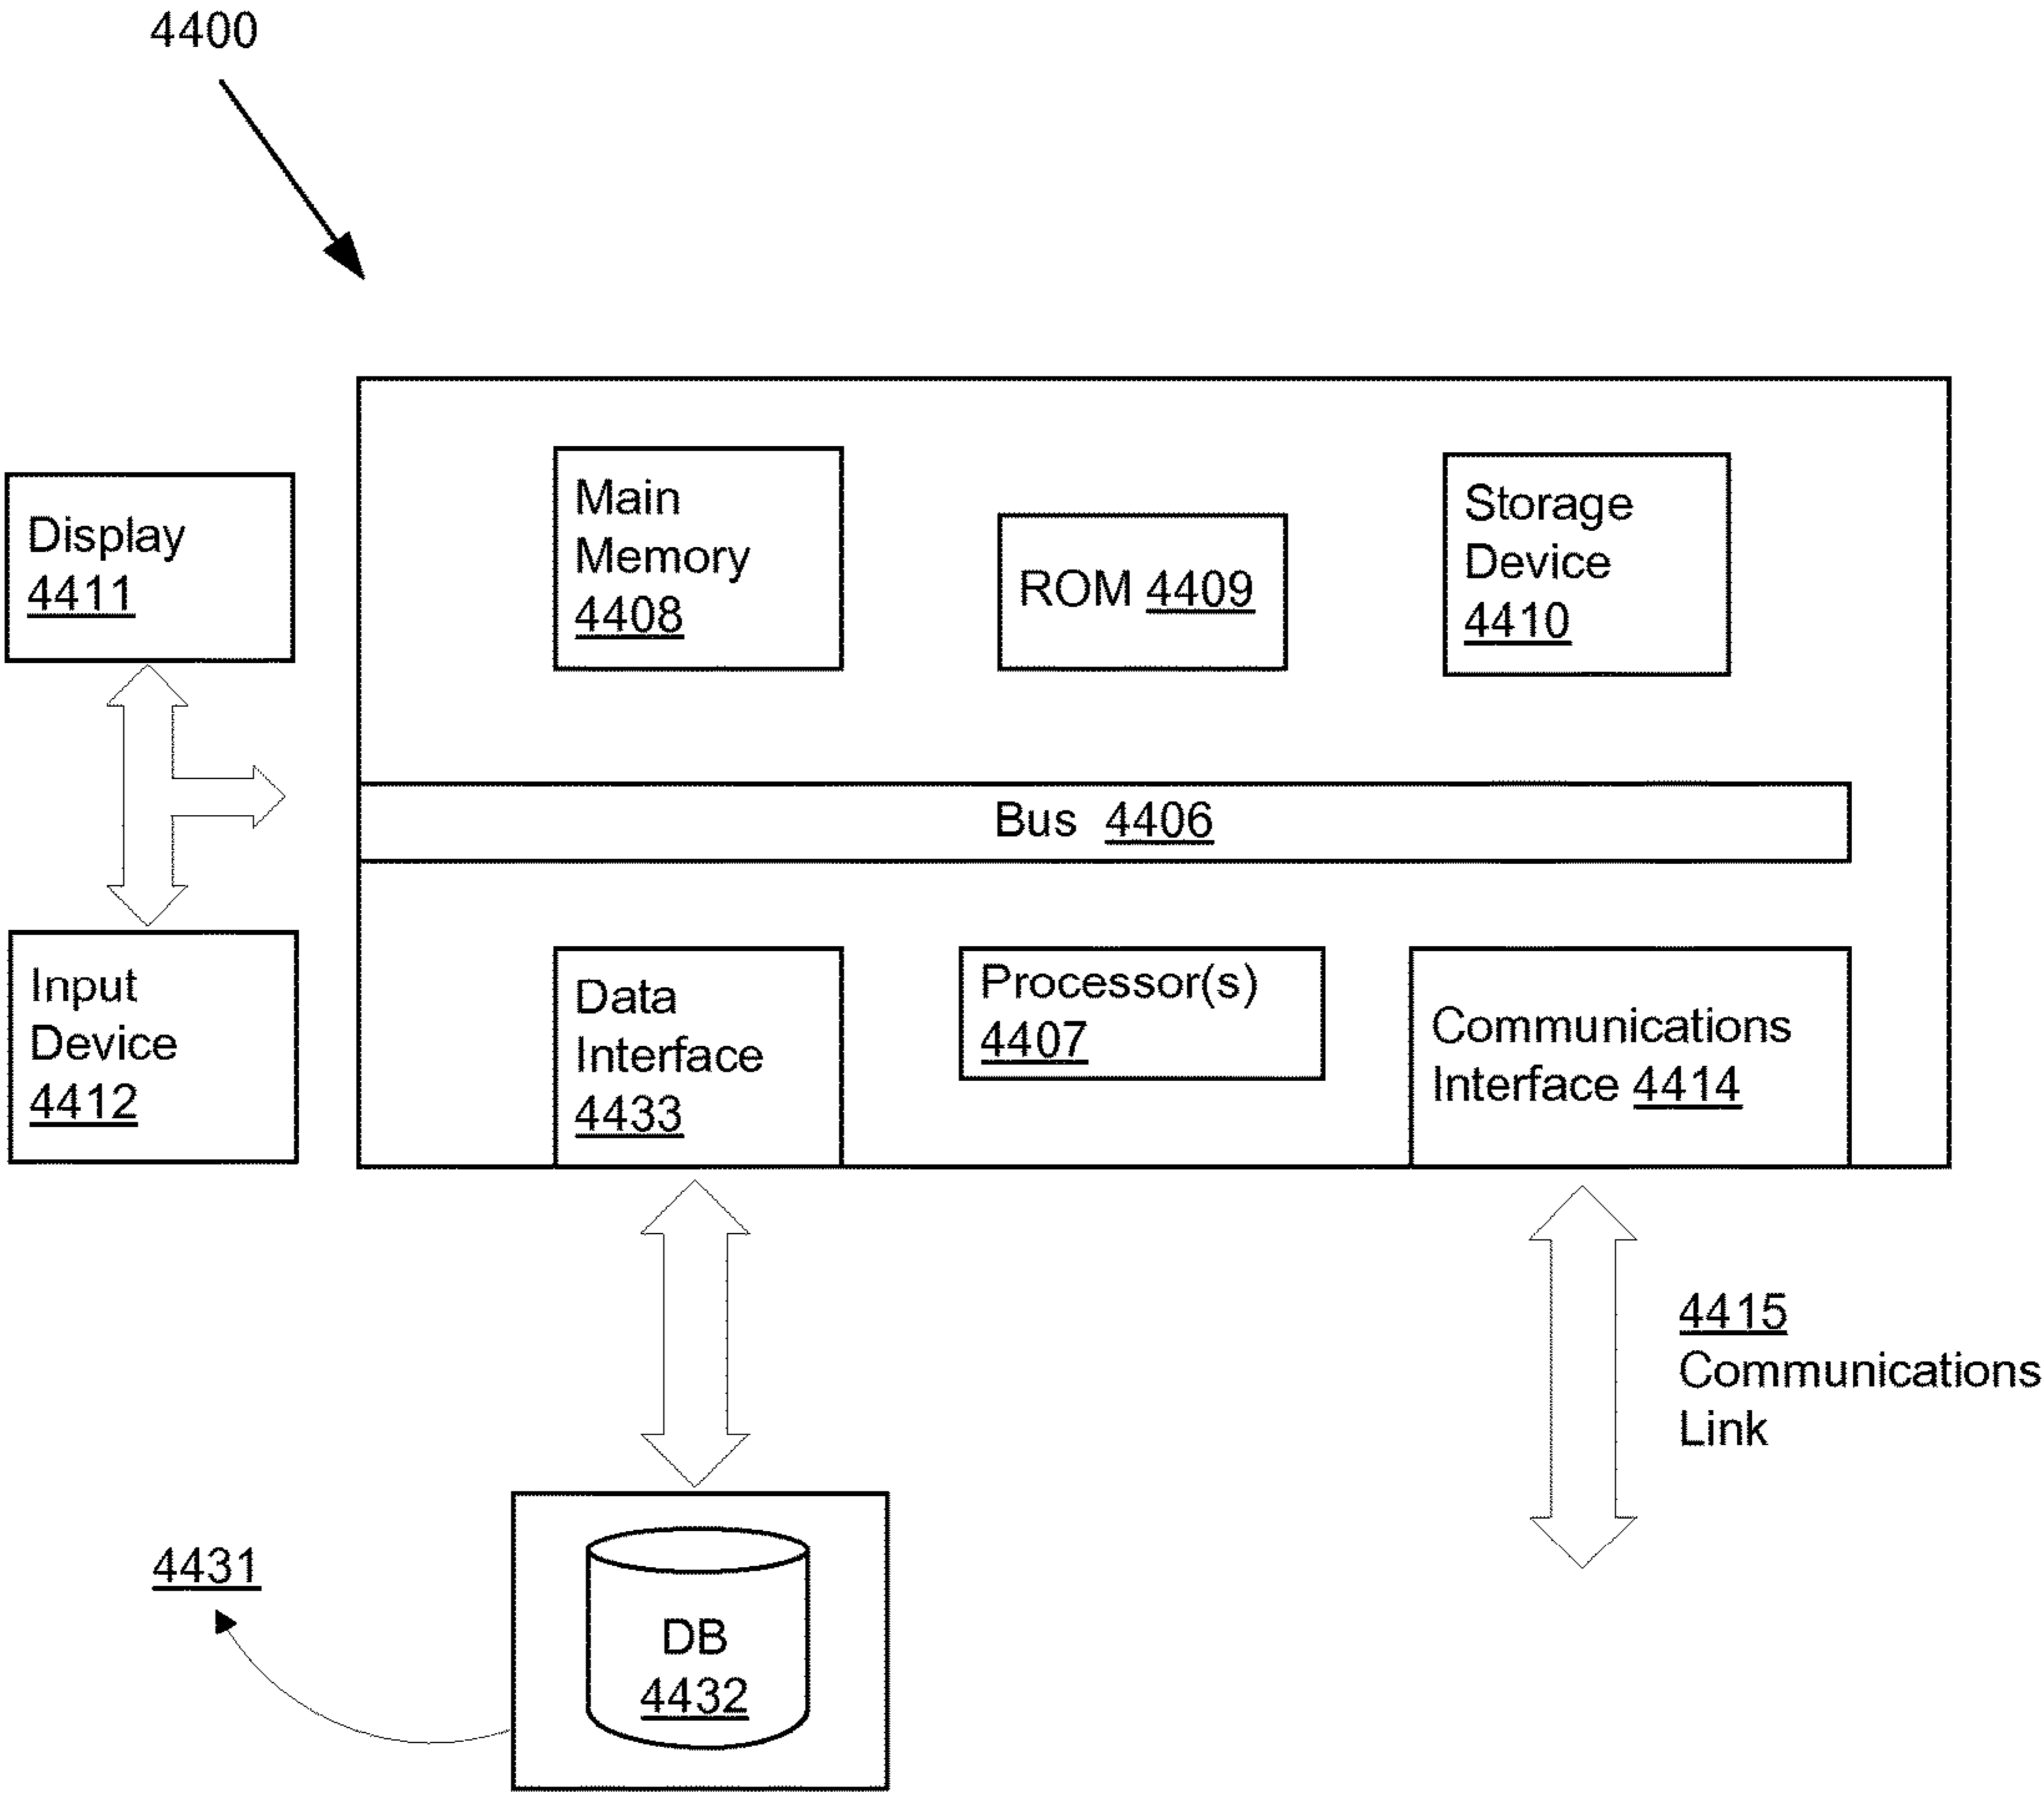 4400
Display
4411
Main
Memory
4408
ROM 4409
Storage
Device
4410
Bus 4406
Input
Device
4412
Data
Interface
4433
Processor(s)
4407
Communications
Interface 4414
4415
Communications
Link
4431
DB
4432